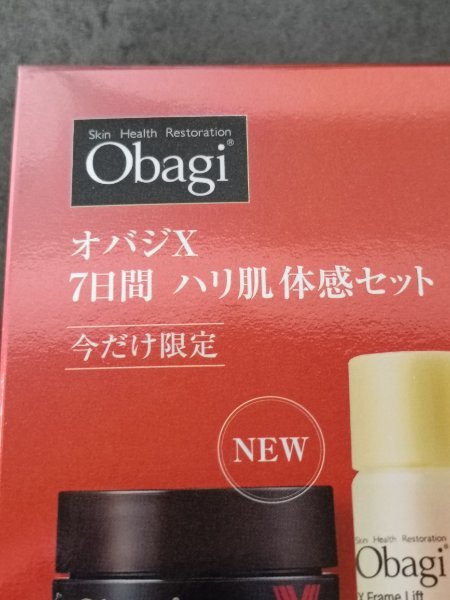 Skin Health Restoration
Obagi®
オバジX
7日間 ハリ肌体感セット
今だけ限定
NEW
Skin Health Restoration
Obagi®
Frame Lift